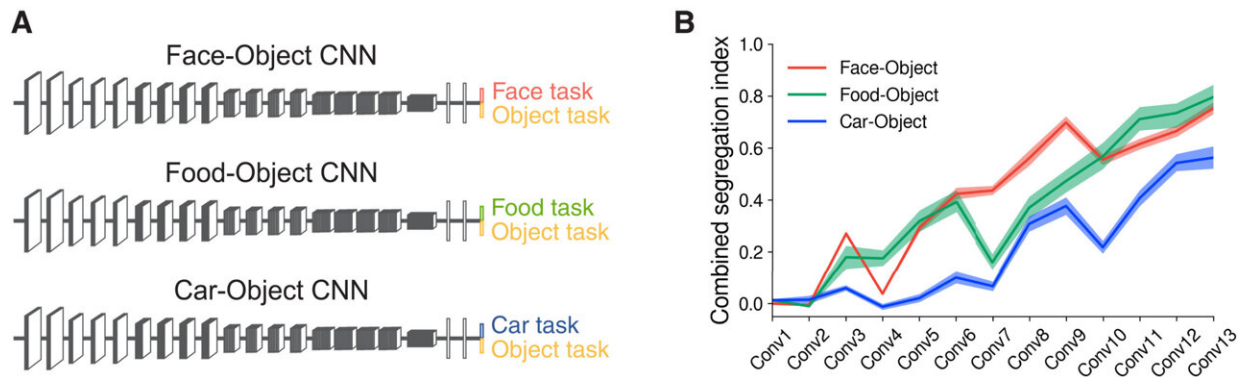 A
Face-Object CNN
Face task
Object task
Food-Object CNN
Food task
Object task
Car-Object CNN
Car task
Object task
B
Combined segregation index
1.0
0.8
0.6
0.4
0.2
0.0
Face-Object
Food-Object
Car-Object
Conv1
Conv2
Conv3
Conv4
Conv5
Conv6
Conv7
Conv8
Conv9
Conv10
Conv11
Conv12
Conv13